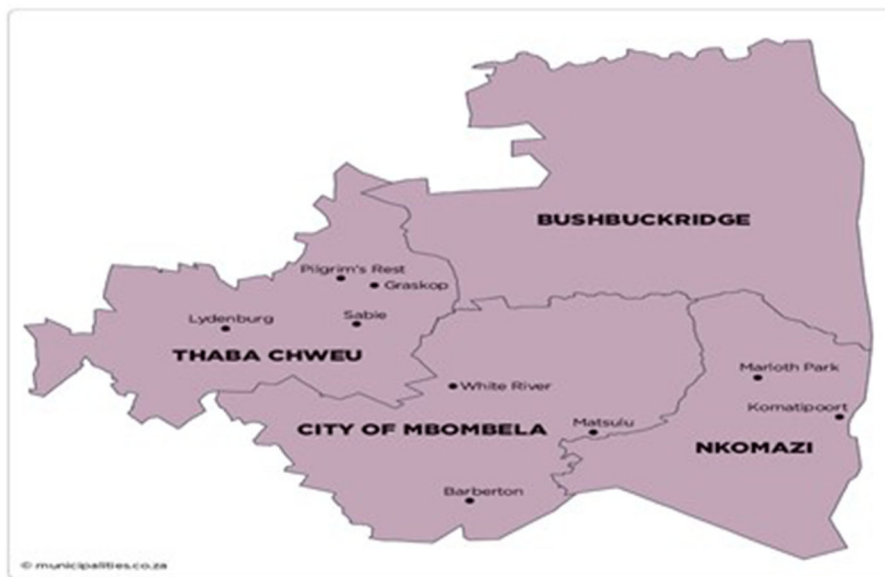 BUSHBUCKRIDGE
Pilgrim's Rest
Graskop
Lydenburg
Sabie
THABA CHWEU
Marloth Park
White River
Komatipoort
Matsulu
CITY OF MBOMBELA
NKOMAZI
Barberton
© municipalities.co.za